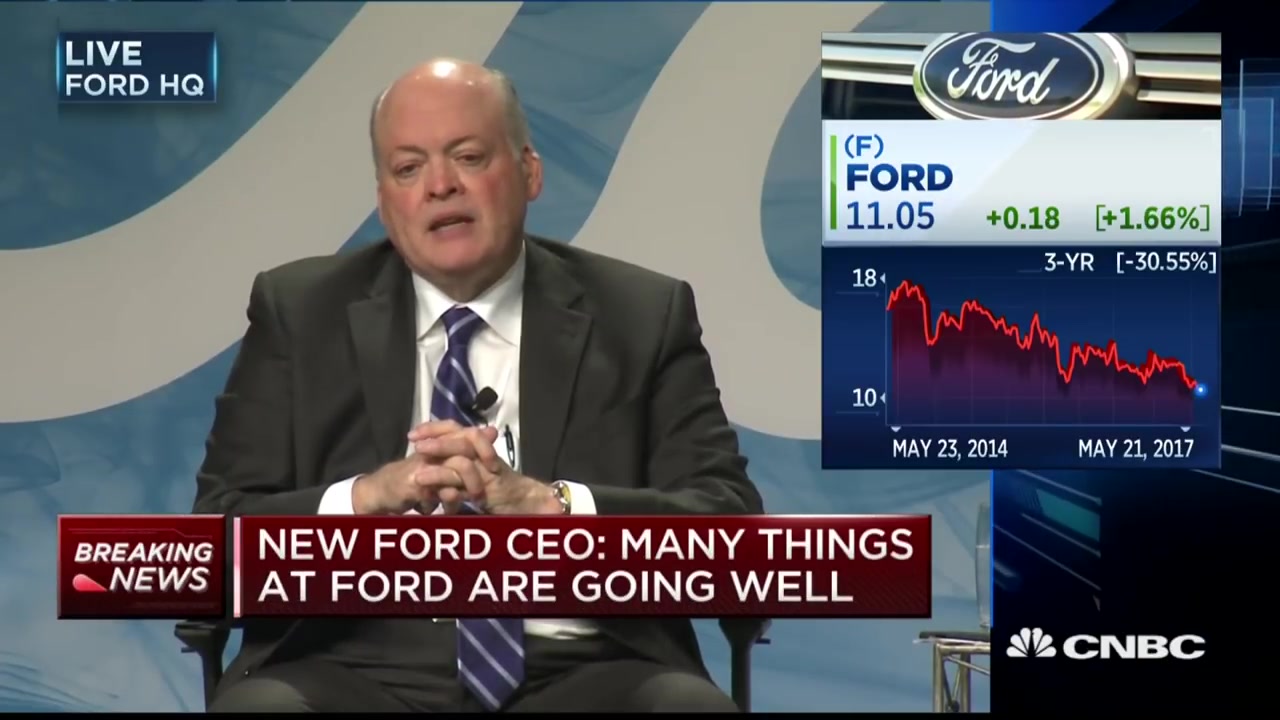 LIVE
FORD HQ
Ford
(F)
FORD
11.05 +0.18 [+1.66%]
3-YR [-30.55%]
18
10
MAY 23, 2014 MAY 21, 2017
BREAKING
NEWS
NEW FORD CEO: MANY THINGS
AT FORD ARE GOING WELL
CNBC